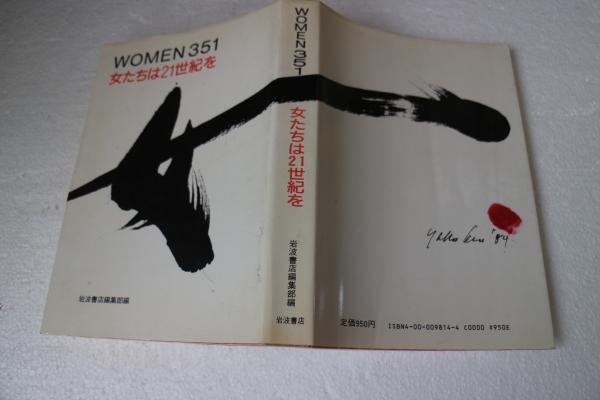 WOMEN 351
女たちは21世紀を
岩波書店編集部編
WOMEN 351
女たちは21世紀を
岩波書店編集部編
岩波書店
'84
定価950円
ISBN4-00-009814-4 C0000 ¥950E